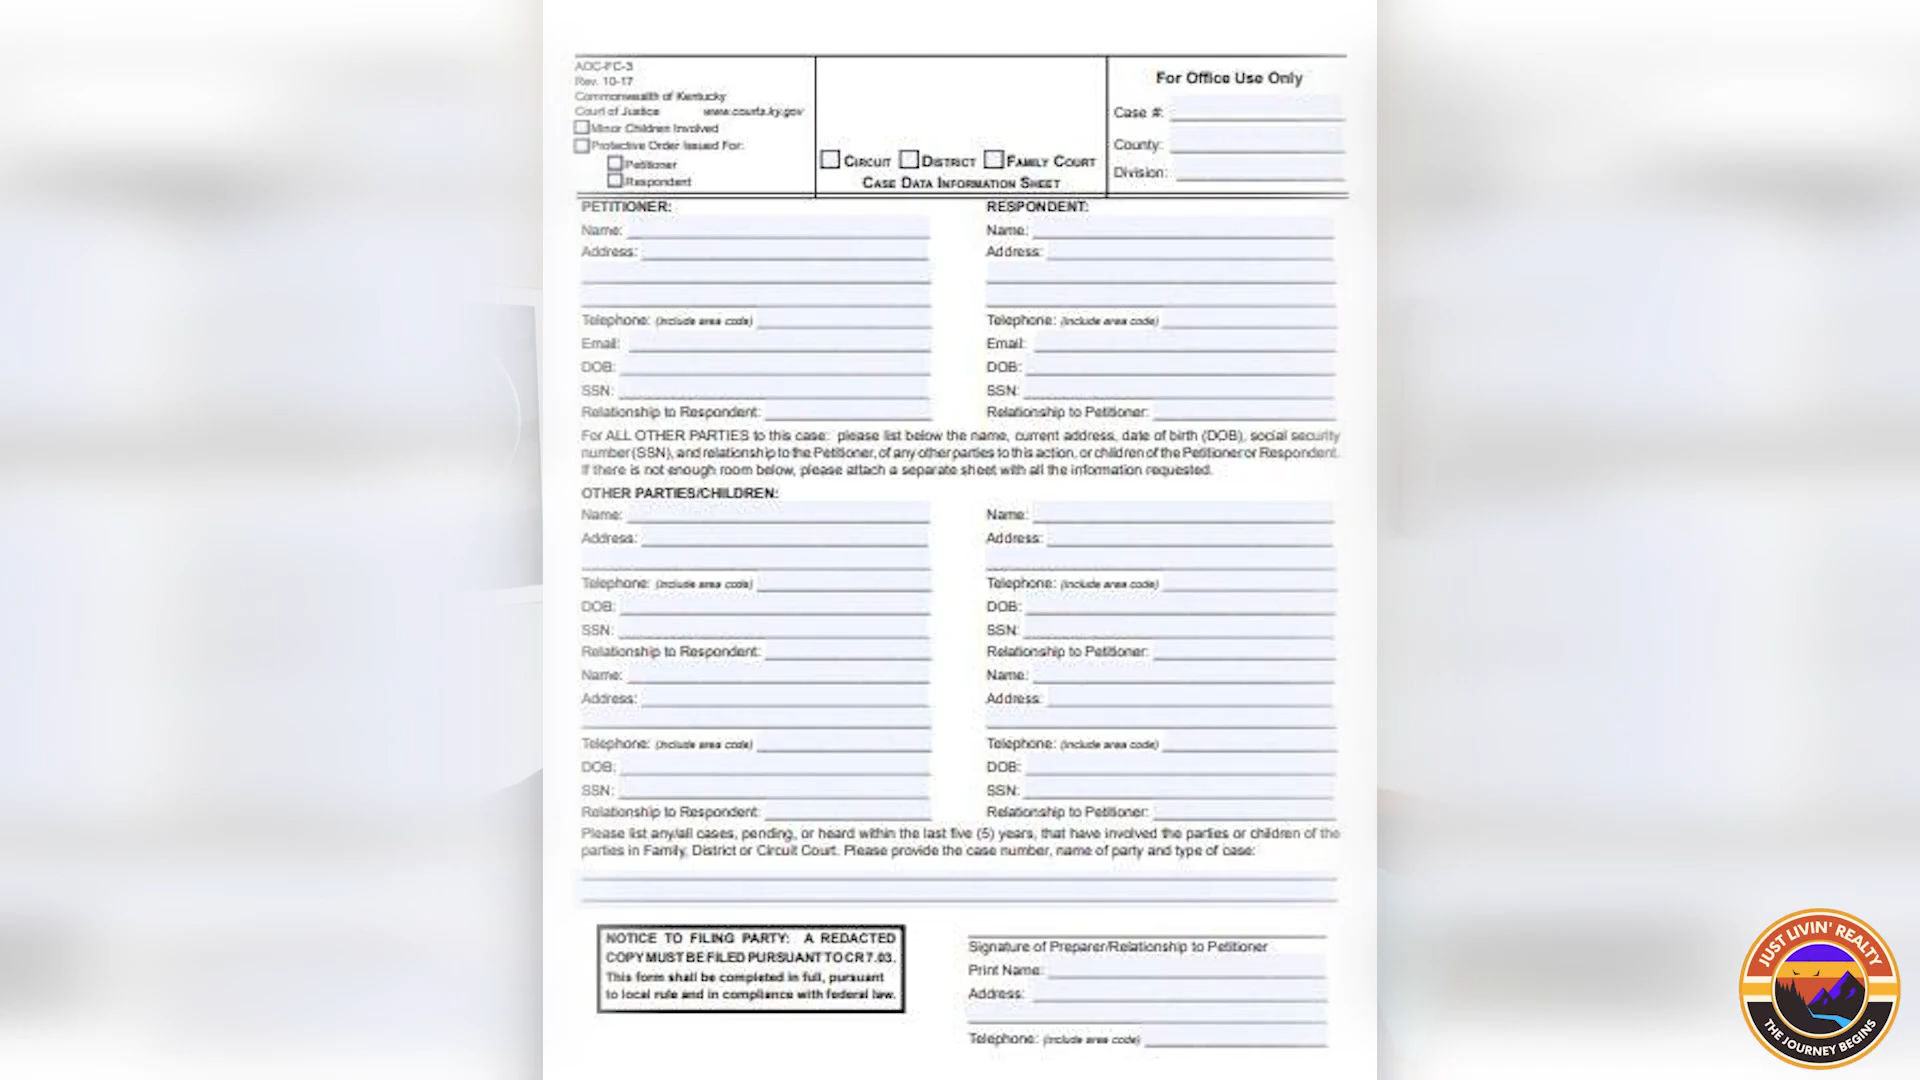 AOC-FC-3
Rev. 10-17
Commonwealth of Kentucky
Court of Justice www.courts.ky.gov
Minor Children Involved
Protective Order Issued For:
Petitioner
Respondent
CIRCUIT DISTRICT FAMILY COURT
CASE DATA INFORMATION SHEET
For Office Use Only
Case #:
County:
Division:
PETITIONER:
Name:
Address:
Telephone: (include area code)
Email:
DOB:
SSN:
Relationship to Respondent:
RESPONDENT:
Name:
Address:
Telephone: (include area code)
Email:
DOB:
SSN:
Relationship to Petitioner:
For ALL OTHER PARTIES to this case: please list below the name, current address, date of birth (DOB), social security
number (SSN), and relationship to the Petitioner, of any other parties to this action, or children of the Petitioner or Respondent.
If there is not enough room below, please attach a separate sheet with all the information requested.
OTHER PARTIES/CHILDREN:
Name:
Address:
Telephone: (include area code)
DOB:
SSN:
Relationship to Respondent:
Name:
Address:
Telephone: (include area code)
DOB:
SSN:
Relationship to Respondent:
Name:
Address:
Telephone: (include area code)
DOB:
SSN:
Relationship to Petitioner:
Name:
Address:
Telephone: (include area code)
DOB:
SSN:
Relationship to Petitioner:
Please list any/all cases, pending, or heard within the last five (5) years, that have involved the parties or children of the
parties in Family, District or Circuit Court. Please provide the case number, name of party and type of case:
NOTICE TO FILING PARTY: A REDACTED
COPY MUST BE FILED PURSUANT TO CR 7.03.
This form shall be completed in full, pursuant
to local rule and in compliance with federal law.
Signature of Preparer/Relationship to Petitioner
Print Name:
Address:
Telephone: (include area code)
JUST LIVIN' REALTY
THE JOURNEY BEGINS